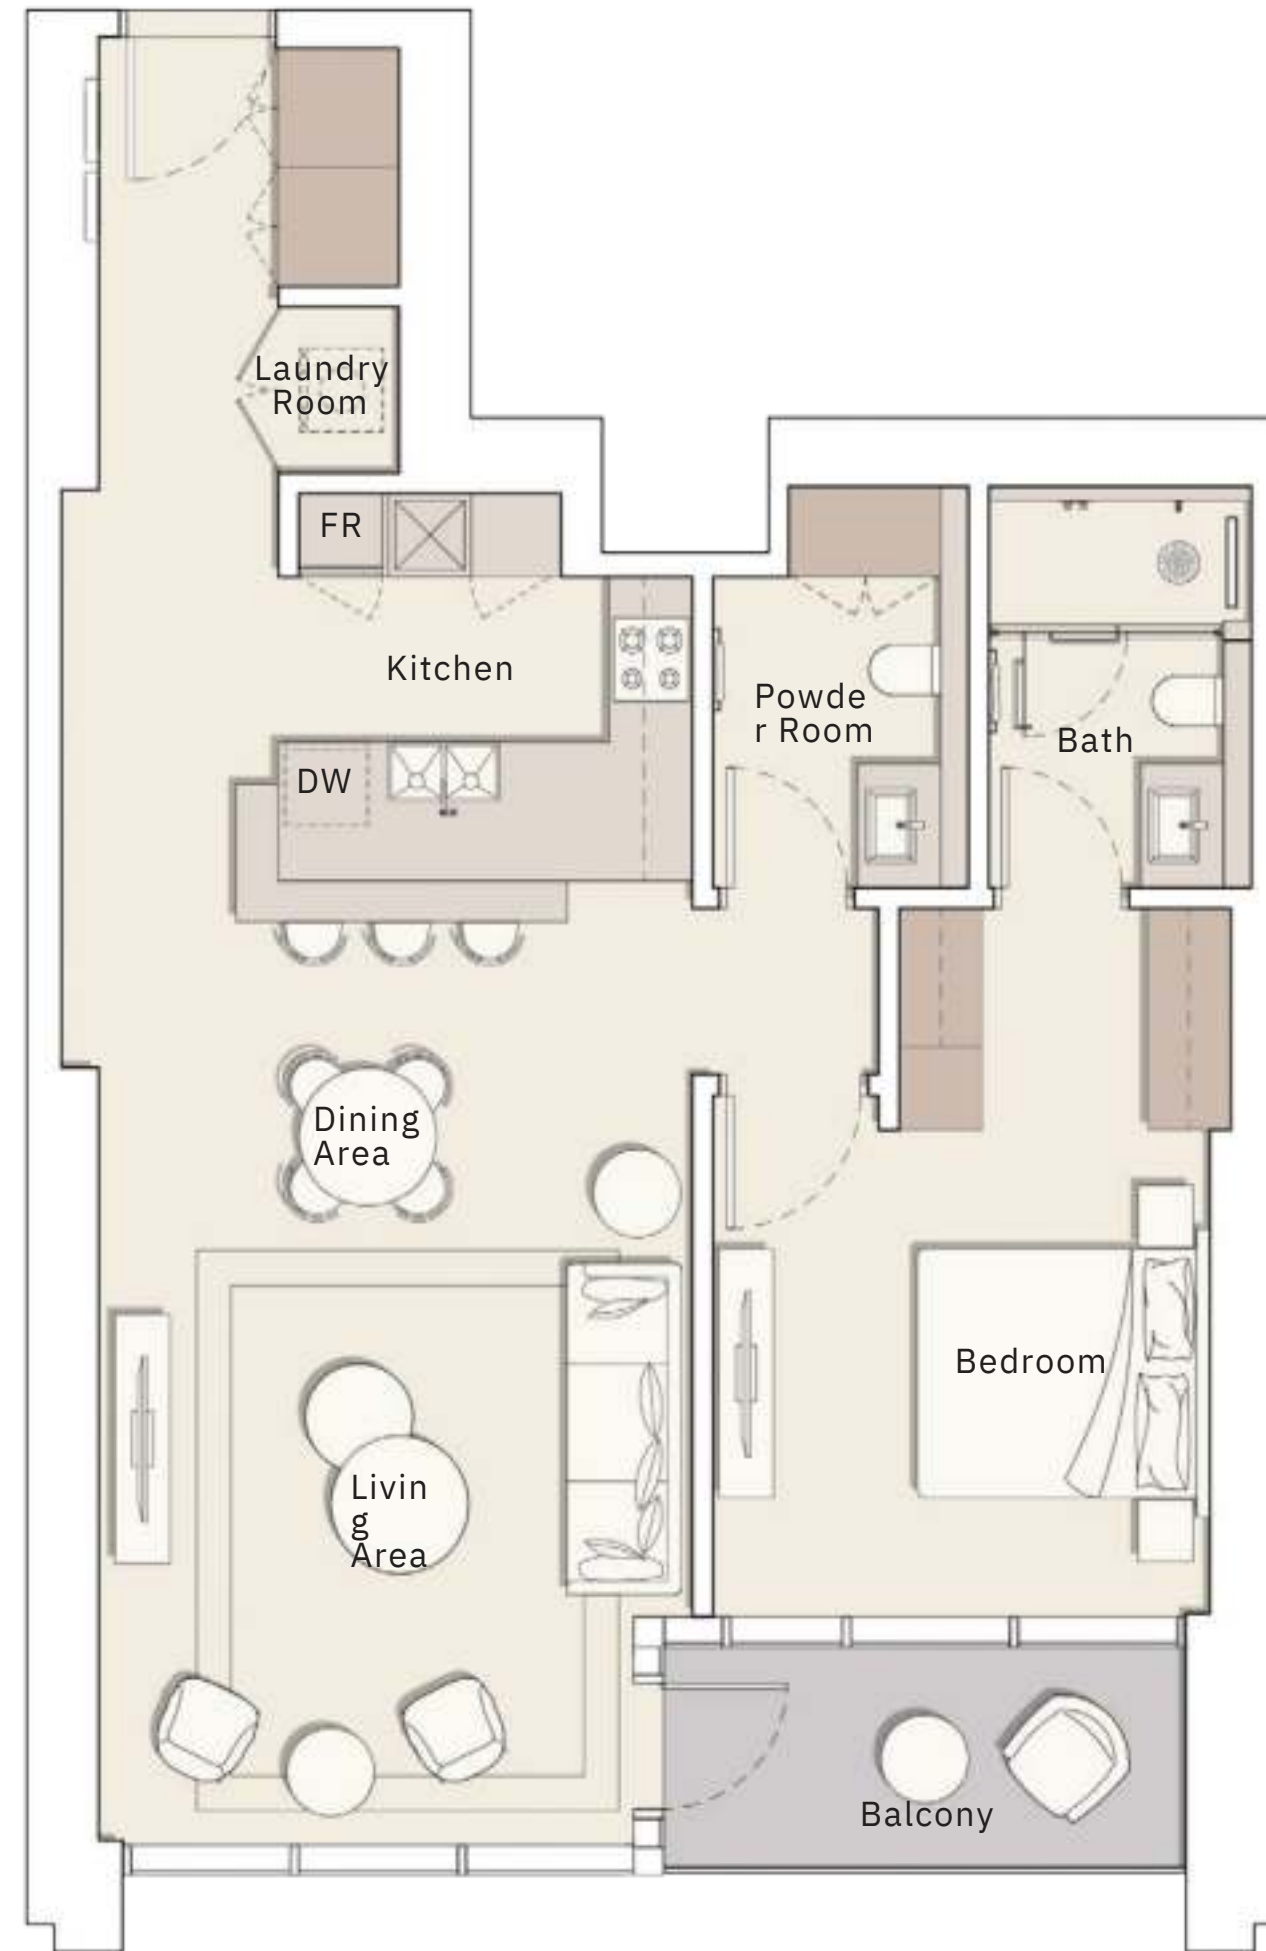 Laundry
Room
FR
Kitchen
Powde
r Room
Bath
DW
Dining
Area
Bedroom
Livin
g
Area
Balcony